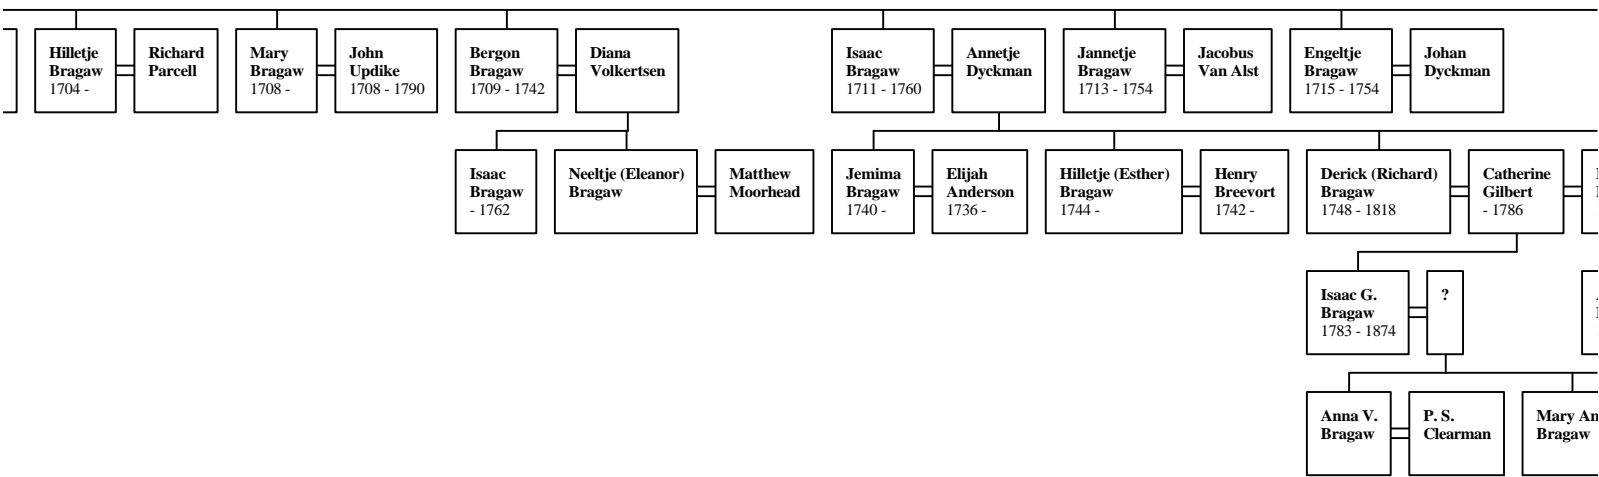 Hilletje
Bragaw
1704 -
Richard
Parcell
Mary
Bragaw
1708 -
John
Updike
1708 - 1790
Bergon
Bragaw
1709 - 1742
Diana
Volkertsen
Isaac
Bragaw
1711 - 1760
Annetje
Dyckman
Jannetje
Bragaw
1713 - 1754
Jacobus
Van Alst
Engeltje
Bragaw
1715 - 1754
Johan
Dyckman
Isaac
Bragaw
- 1762
Neeltje (Eleanor)
Bragaw
Matthew
Moorhead
Jemima
Bragaw
1740 -
Elijah
Anderson
1736 -
Hilletje (Esther)
Bragaw
1744 -
Henry
Breevort
1742 -
Derick (Richard)
Bragaw
1748 - 1818
Catherine
Gilbert
- 1786
Isaac G.
Bragaw
1783 - 1874
?
Anna V.
Bragaw
P. S.
Clearman
Mary
Bragaw